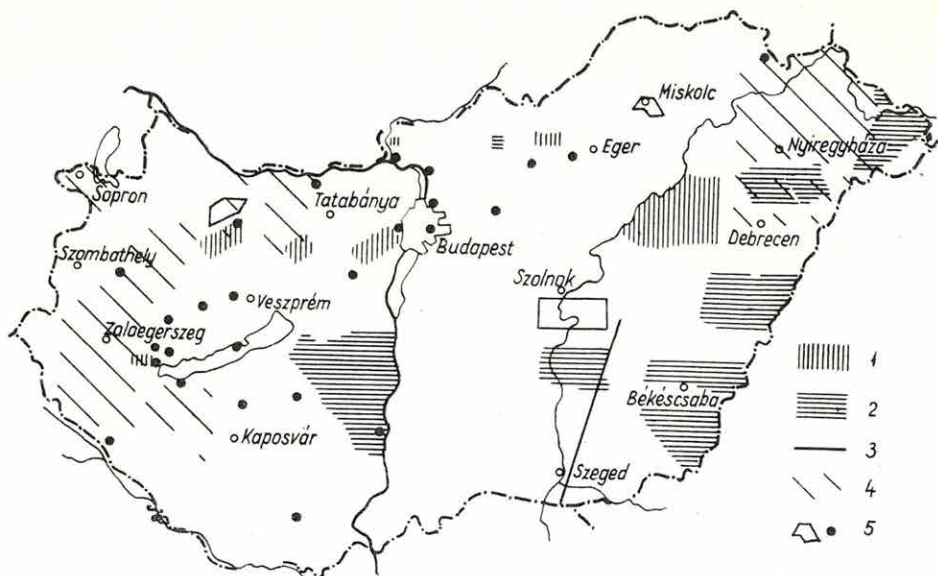 Miskolc
Eger
Nyíregyháza
Sopron
Tatabánya
Debrecen
Budapest
Szombathely
Szolnok
Veszprém
Zalaegerszeg
Békéscsaba
Kaposvár
Szeged
1
2
3
4
5